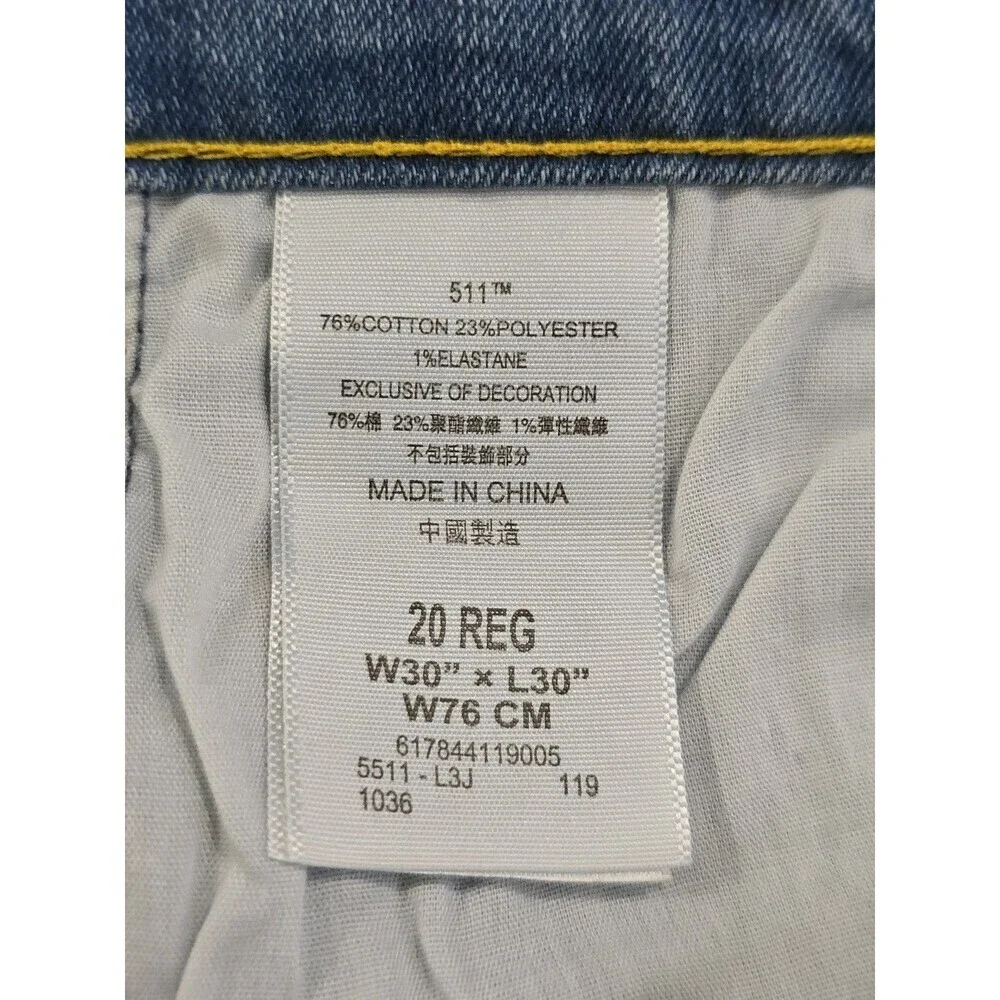 511™
76%COTTON 23%POLYESTER
1%ELASTANE
EXCLUSIVE OF DECORATION
76%棉 23%聚酯纖維 1%彈性纖維
不包括裝飾部分
MADE IN CHINA
中國製造
20 REG
W30” × L30”
W76 CM
617844119005
5511 - L3J 119
1036